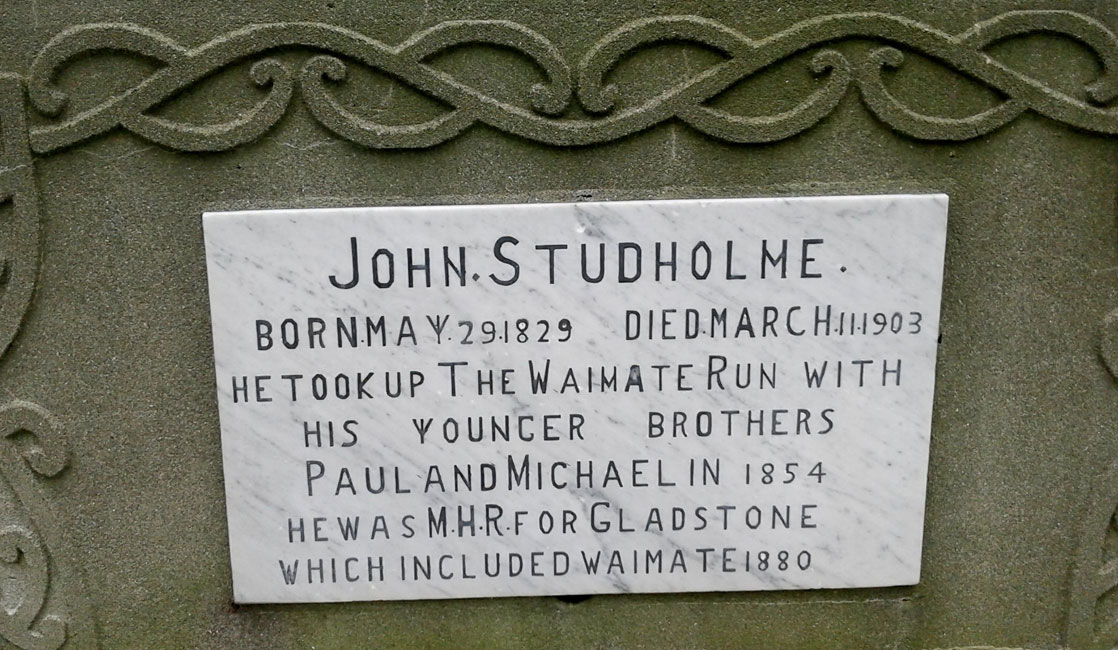 JOHN.STUDHOLME.
BORN.MAY.29.1829 DIED.MARCH.11.1903
HE TOOK UP THE WAIMATE RUN WITH
HIS YOUNGER BROTHERS
PAUL AND MICHAEL IN 1854
HE WAS M.H.R. FOR GLADSTONE
WHICH INCLUDED WAIMATE 1880